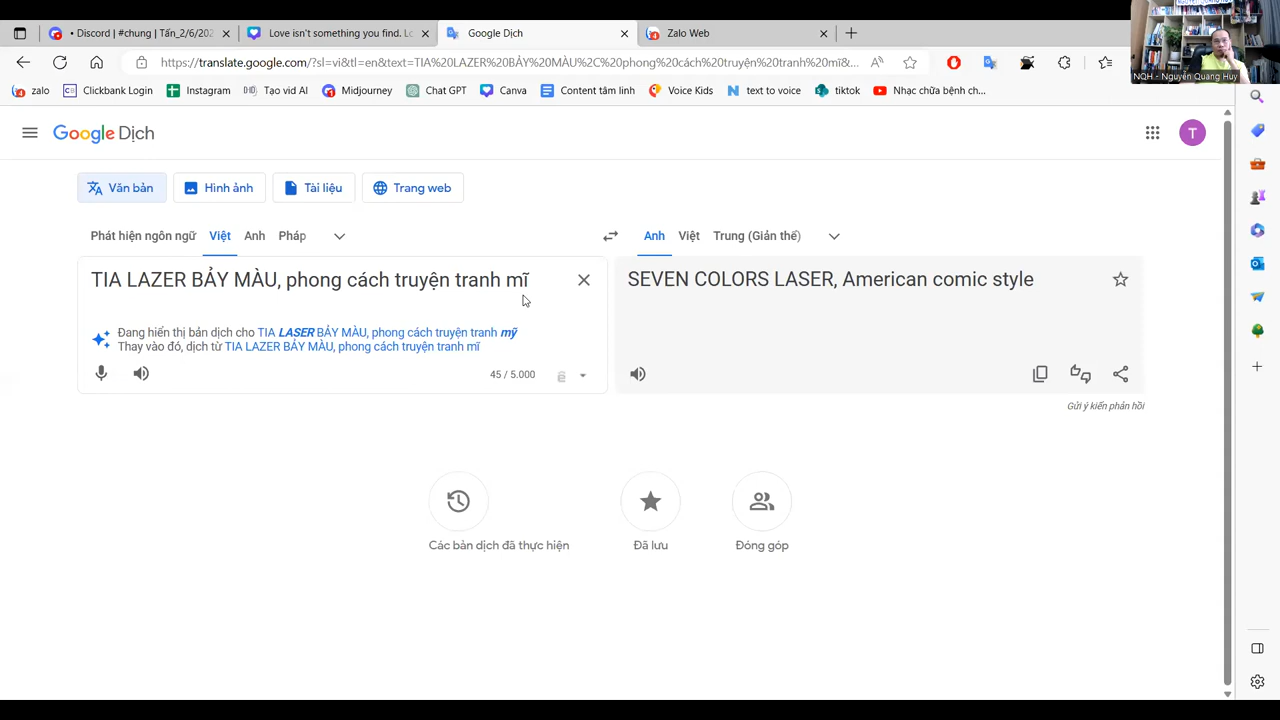 • Discord | #chung | Tấn_2/6/202
Love isn't something you find. Lo
Google Dịch
Zalo Web
https://translate.google.com/?sl=vi&tl=en&text=TIA%20LAZER%20BẢY%20MÀU%2C%20phong%20cách%20truyện%20tranh%20mĩ&...
NQH - Nguyễn Quang Huy
zalo
Clickbank Login
Instagram
Tạo vid AI
Midjourney
Chat GPT
Canva
Content tâm linh
Voice Kids
text to voice
tiktok
Nhạc chữa bệnh ch...
Google Dịch
T
Văn bản
Hình ảnh
Tài liệu
Trang web
Phát hiện ngôn ngữ
Việt
Anh
Pháp
Anh
Việt
Trung (Giản thể)
TIA LAZER BẢY MÀU, phong cách truyện tranh mĩ
SEVEN COLORS LASER, American comic style
Đang hiển thị bản dịch cho TIA LASER BẢY MÀU, phong cách truyện tranh mỹ
Thay vào đó, dịch từ TIA LAZER BẢY MÀU, phong cách truyện tranh mĩ
45 / 5.000
Gửi ý kiến phản hồi
Các bản dịch đã thực hiện
Đã lưu
Đóng góp